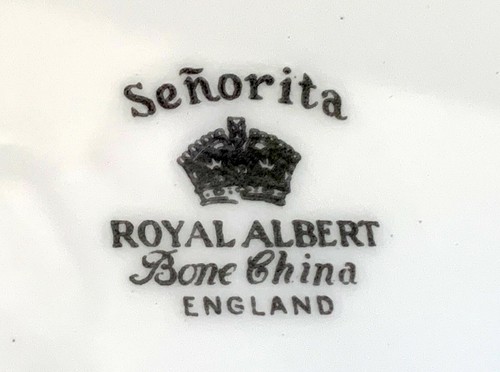 Señorita
ROYAL ALBERT
Bone China
ENGLAND